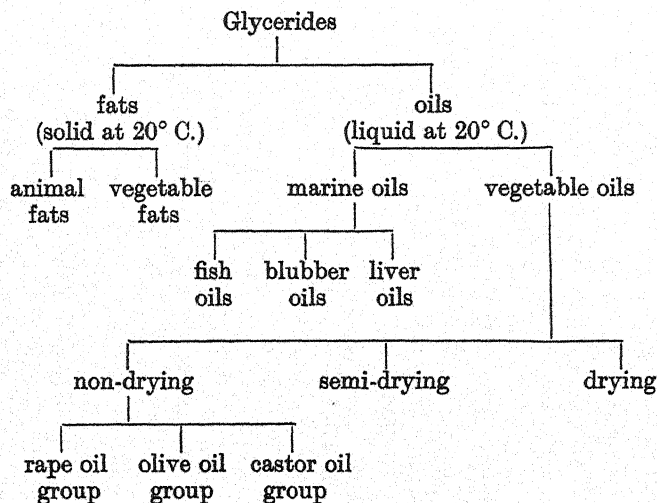 Glycerides
fats oils
(solid at 20° C.) (liquid at 20° C.)
animal vegetable marine oils vegetable oils
fats fats
fish blubber liver
oils oils oils
non-drying semi-drying drying
rape oil olive oil castor oil
group group group